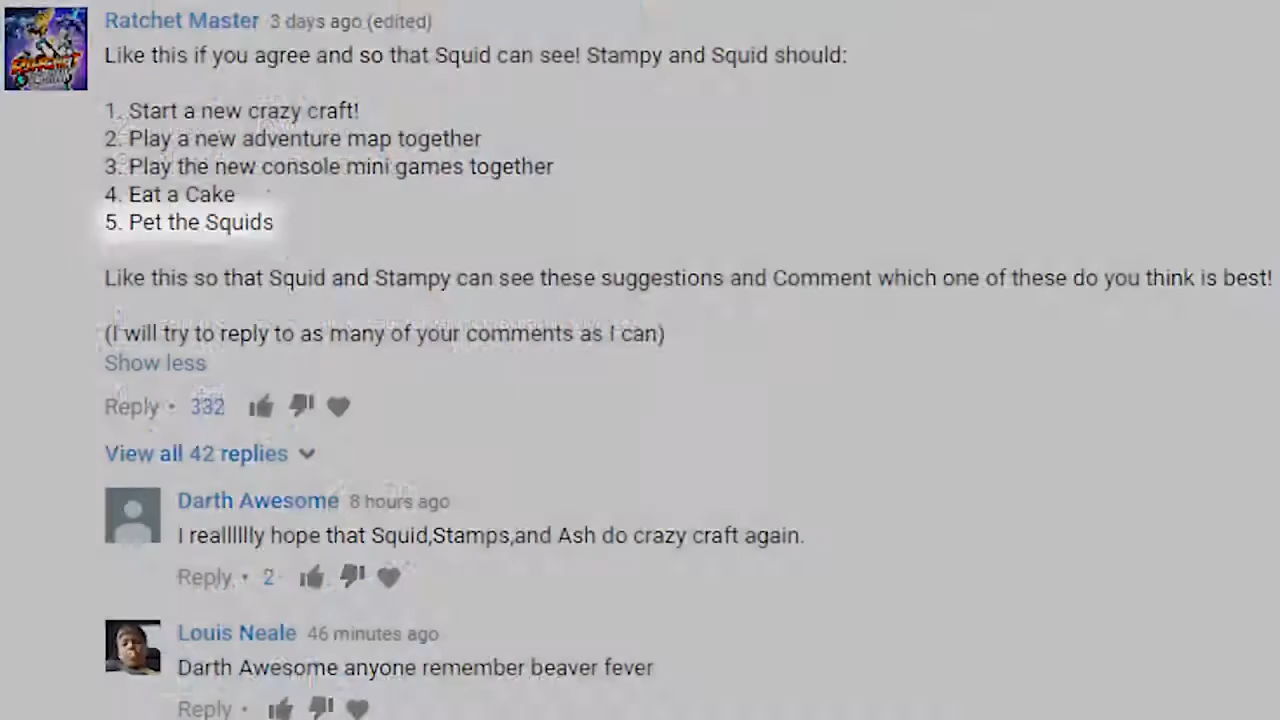 Ratchet Master 3 days ago (edited)
Like this if you agree and so that Squid can see! Stampy and Squid should:
1. Start a new crazy craft!
2. Play a new adventure map together
3. Play the new console mini games together
4. Eat a Cake
5. Pet the Squids
Like this so that Squid and Stampy can see these suggestions and Comment which one of these do you think is best!
(I will try to reply to as many of your comments as I can)
Show less
Reply • 332
View all 42 replies
Darth Awesome 8 hours ago
I reallllllly hope that Squid,Stamps,and Ash do crazy craft again.
Reply • 2
Louis Neale 46 minutes ago
Darth Awesome anyone remember beaver fever
Reply •